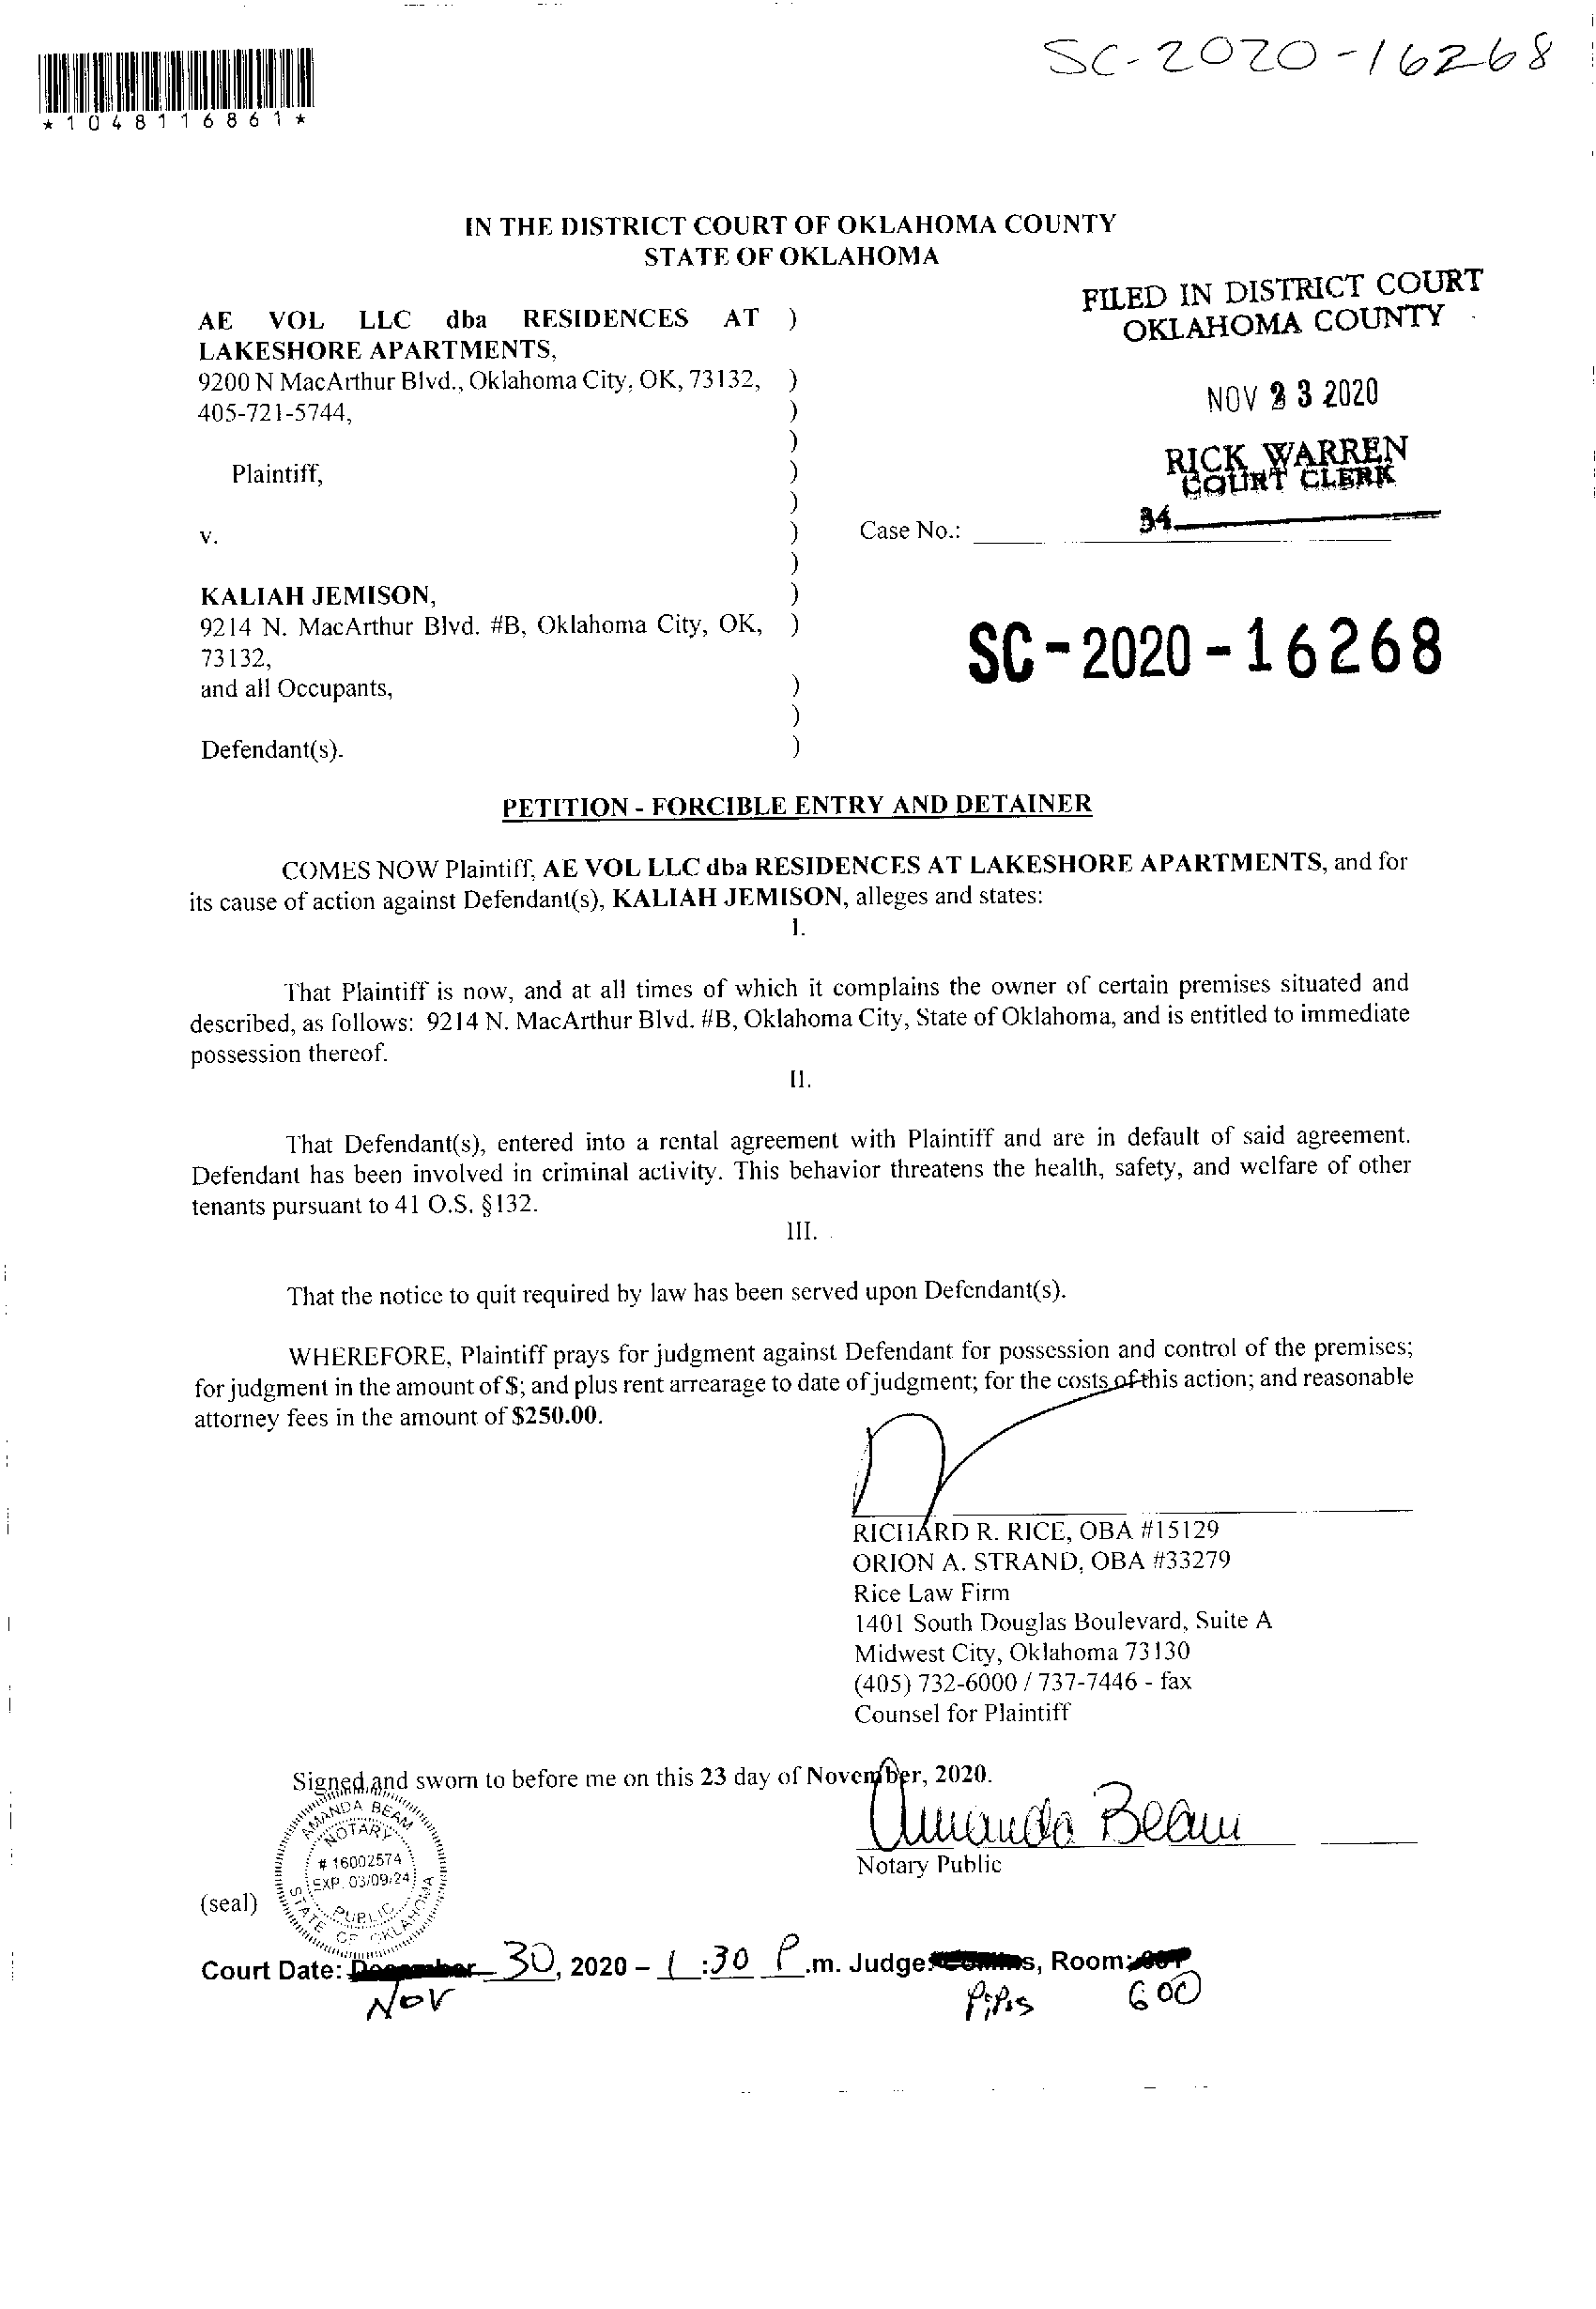 SC-2020-16268
*1048116861*
IN THE DISTRICT COURT OF OKLAHOMA COUNTY
STATE OF OKLAHOMA
FILED IN DISTRICT COURT
OKLAHOMA COUNTY
NOV 23 2020
RICK WARREN
COURT CLERK
34
AE VOL LLC dba RESIDENCES AT )
LAKESHORE APARTMENTS,
9200 N MacArthur Blvd., Oklahoma City, OK, 73132, )
405-721-5744, )
)
Plaintiff, )
)
v. ) Case No.:
)
KALIAH JEMISON, )
9214 N. MacArthur Blvd. #B, Oklahoma City, OK, )
73132,
and all Occupants, )
)
Defendant(s). )
SC-2020-16268
PETITION - FORCIBLE ENTRY AND DETAINER
COMES NOW Plaintiff, AE VOL LLC dba RESIDENCES AT LAKESHORE APARTMENTS, and for
its cause of action against Defendant(s), KALIAH JEMISON, alleges and states:
I.
That Plaintiff is now, and at all times of which it complains the owner of certain premises situated and
described, as follows: 9214 N. MacArthur Blvd. #B, Oklahoma City, State of Oklahoma, and is entitled to immediate
possession thereof.
II.
That Defendant(s), entered into a rental agreement with Plaintiff and are in default of said agreement.
Defendant has been involved in criminal activity. This behavior threatens the health, safety, and welfare of other
tenants pursuant to 41 O.S. §132.
III.
That the notice to quit required by law has been served upon Defendant(s).
WHEREFORE, Plaintiff prays for judgment against Defendant for possession and control of the premises;
for judgment in the amount of $; and plus rent arrearage to date of judgment; for the costs of this action; and reasonable
attorney fees in the amount of $250.00.
RICHARD R. RICE, OBA #15129
ORION A. STRAND, OBA #33279
Rice Law Firm
1401 South Douglas Boulevard, Suite A
Midwest City, Oklahoma 73130
(405) 732-6000 / 737-7446 - fax
Counsel for Plaintiff
Signed and sworn to before me on this 23 day of November, 2020.
Amanda Beam
Notary Public
AMANDA BEAM
NOTARY
# 16002574
EXP. 03/09/24
PUBLIC
STATE OF OKLAHOMA
(seal)
Court Date: December 30, 2020 - 1:30 P.m. Judge: s, Room:
Nov Pipes 600